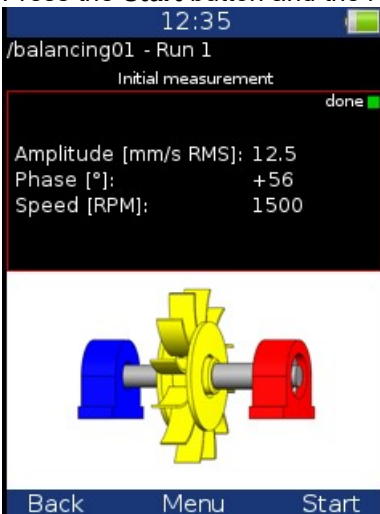 12:35
/balancing01 - Run 1
Initial measurement
done
Amplitude [mm/s RMS]: 12.5
Phase [°]: +56
Speed [RPM]: 1500
Back Menu Start